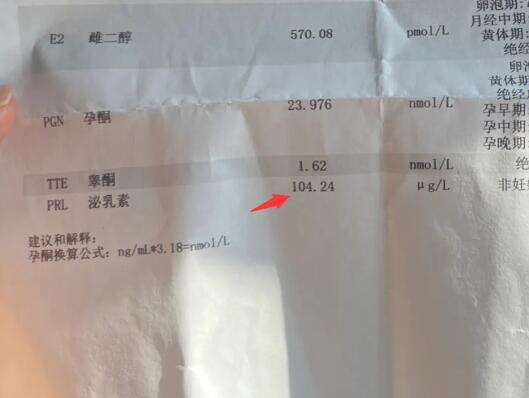 卵泡期:
月经中期
E2 雌二醇 570.08 pmol/L 黄体期:
绝经
卵泡
黄体期
绝经
PGN 孕酮 23.976 nmol/L 孕早期:
孕中期:
孕晚期:
TTE 睾酮 1.62 nmol/L 绝
PRL 泌乳素 104.24 μg/L 非妊
建议和解释:
孕酮换算公式: ng/mL*3.18=nmol/L